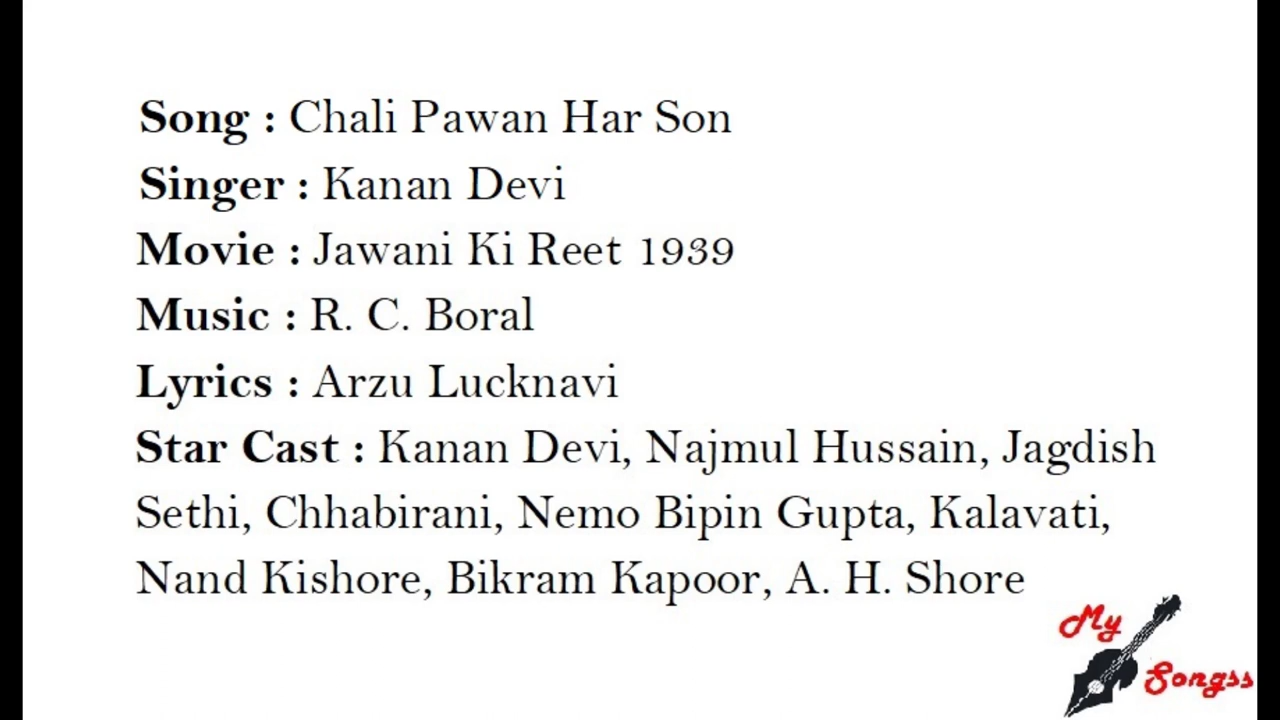 Song : Chali Pawan Har Son
Singer : Kanan Devi
Movie : Jawani Ki Reet 1939
Music : R. C. Boral
Lyrics : Arzu Lucknavi
Star Cast : Kanan Devi, Najmul Hussain, Jagdish
Sethi, Chhabirani, Nemo Bipin Gupta, Kalavati,
Nand Kishore, Bikram Kapoor, A. H. Shore
My
Songss